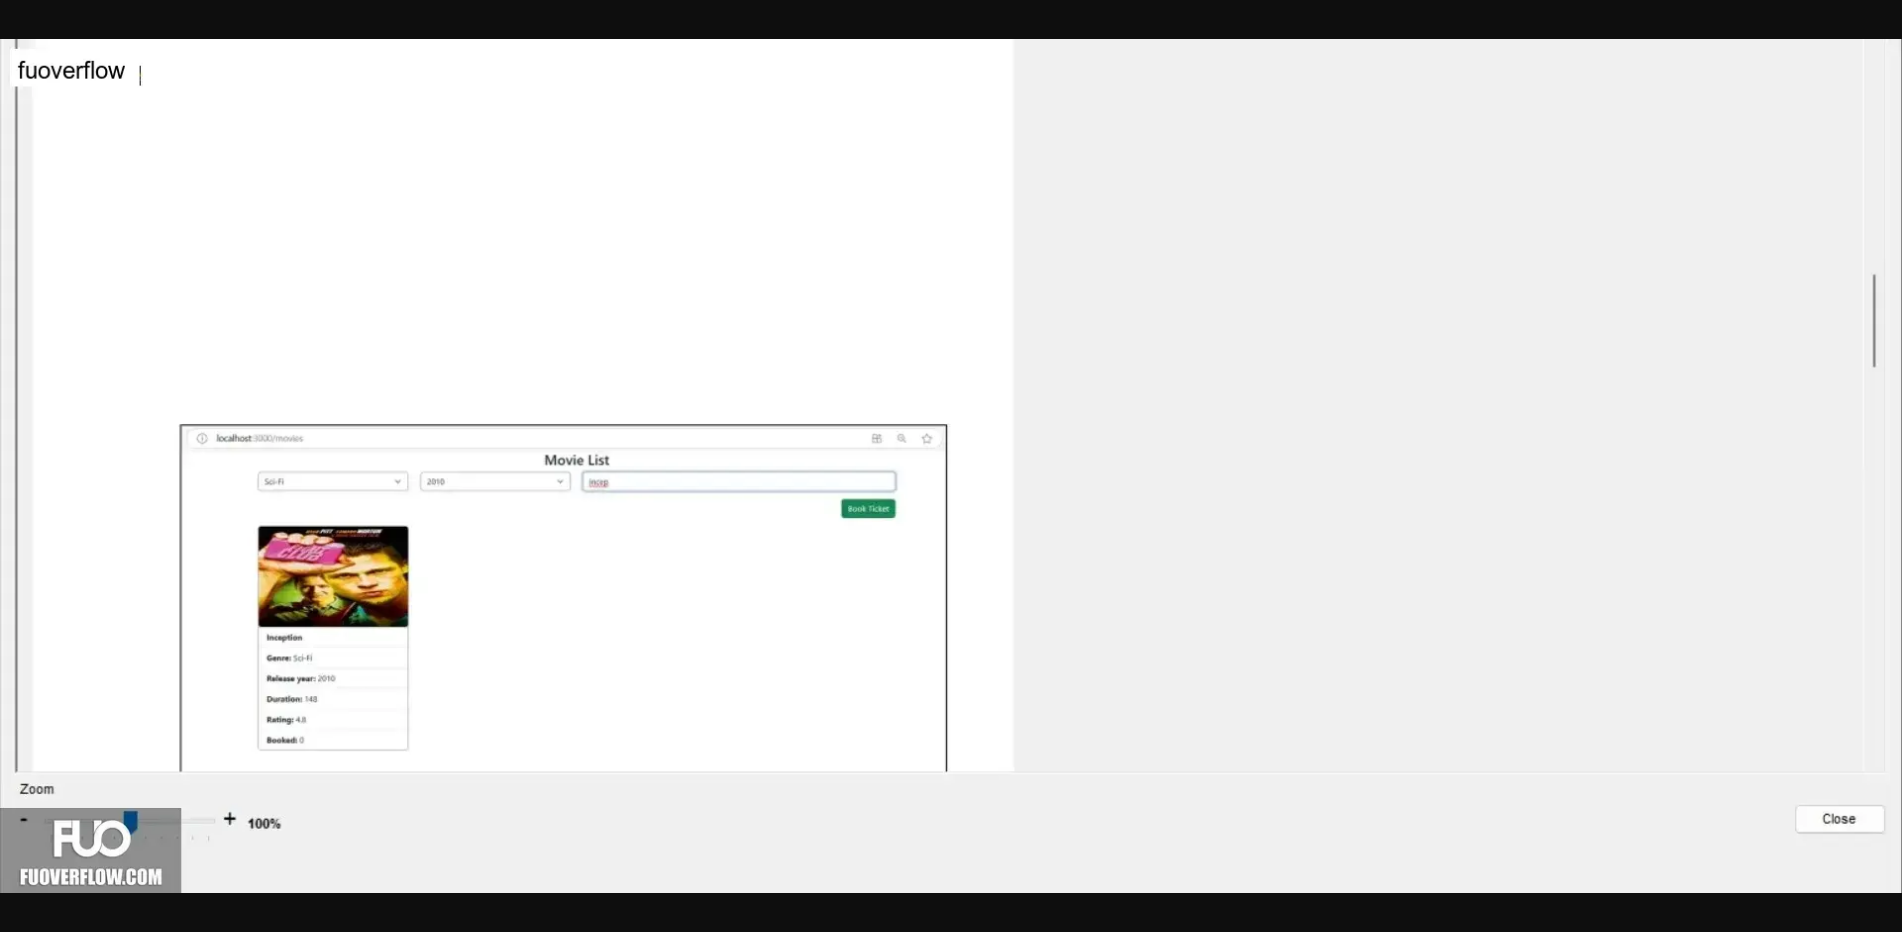 fuoverflow
localhost:3000/movies
Movie List
Sci-Fi
2010
incep
Book Ticket
Inception
Genre: Sci-Fi
Release year: 2010
Duration: 148
Rating: 4.8
Booked: 0
Zoom
- + 100%
Close
FUO
FUOVERFLOW.COM